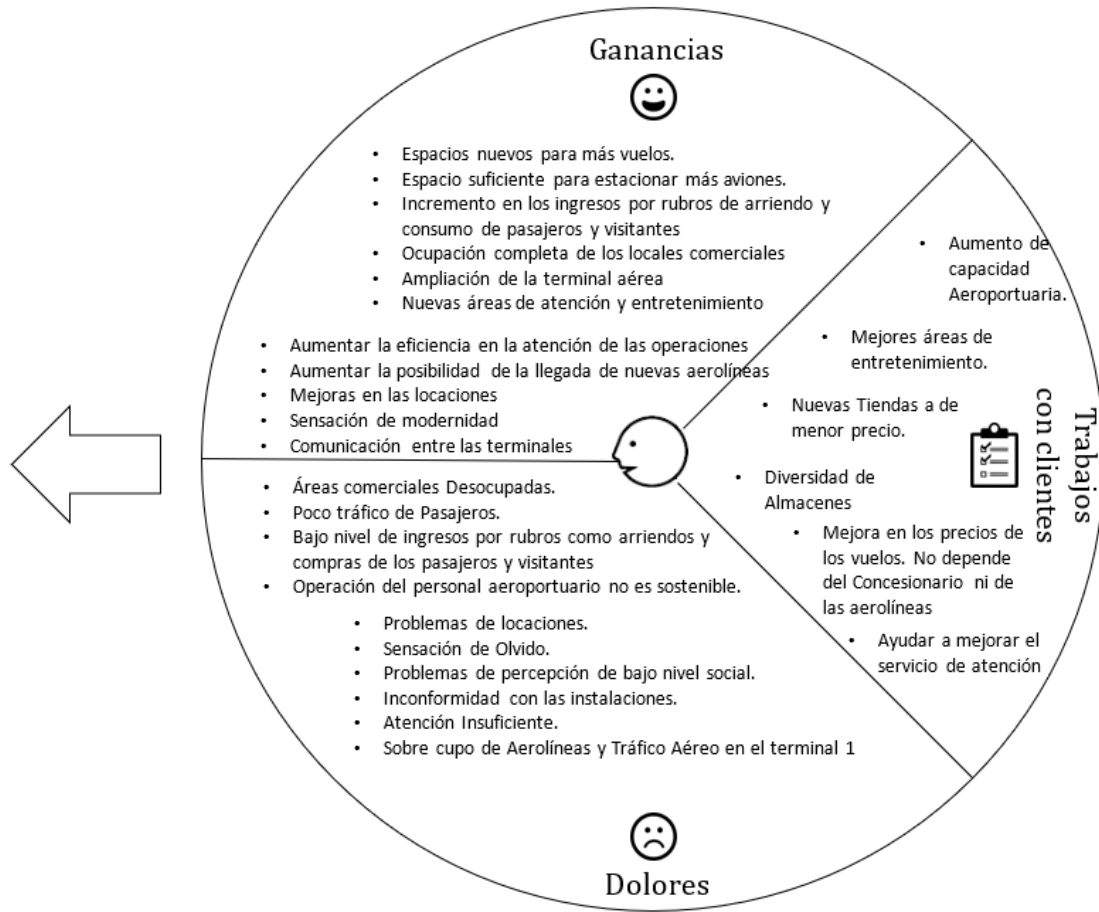 Ganancias
• Espacios nuevos para más vuelos.
• Espacio suficiente para estacionar más aviones.
• Incremento en los ingresos por rubros de arriendo y
consumo de pasajeros y visitantes
• Ocupación completa de los locales comerciales
• Ampliación de la terminal aérea
• Nuevas áreas de atención y entretenimiento
• Aumentar la eficiencia en la atención de las operaciones
• Aumentar la posibilidad de la llegada de nuevas aerolíneas
• Mejoras en las locaciones
• Sensación de modernidad
• Comunicación entre las terminales
• Aumento de
capacidad
Aeroportuaria.
• Mejores áreas de
entretenimiento.
• Nuevas Tiendas a de
menor precio.
• Diversidad de
Almacenes
• Mejora en los precios de
los vuelos. No depende
del Concesionario ni de
las aerolíneas
• Ayudar a mejorar el
servicio de atención
Trabajos
con clientes
• Áreas comerciales Desocupadas.
• Poco tráfico de Pasajeros.
• Bajo nivel de ingresos por rubros como arriendos y
compras de los pasajeros y visitantes
• Operación del personal aeroportuario no es sostenible.
• Problemas de locaciones.
• Sensación de Olvido.
• Problemas de percepción de bajo nivel social.
• Inconformidad con las instalaciones.
• Atención Insuficiente.
• Sobre cupo de Aerolíneas y Tráfico Aéreo en el terminal 1
Dolores